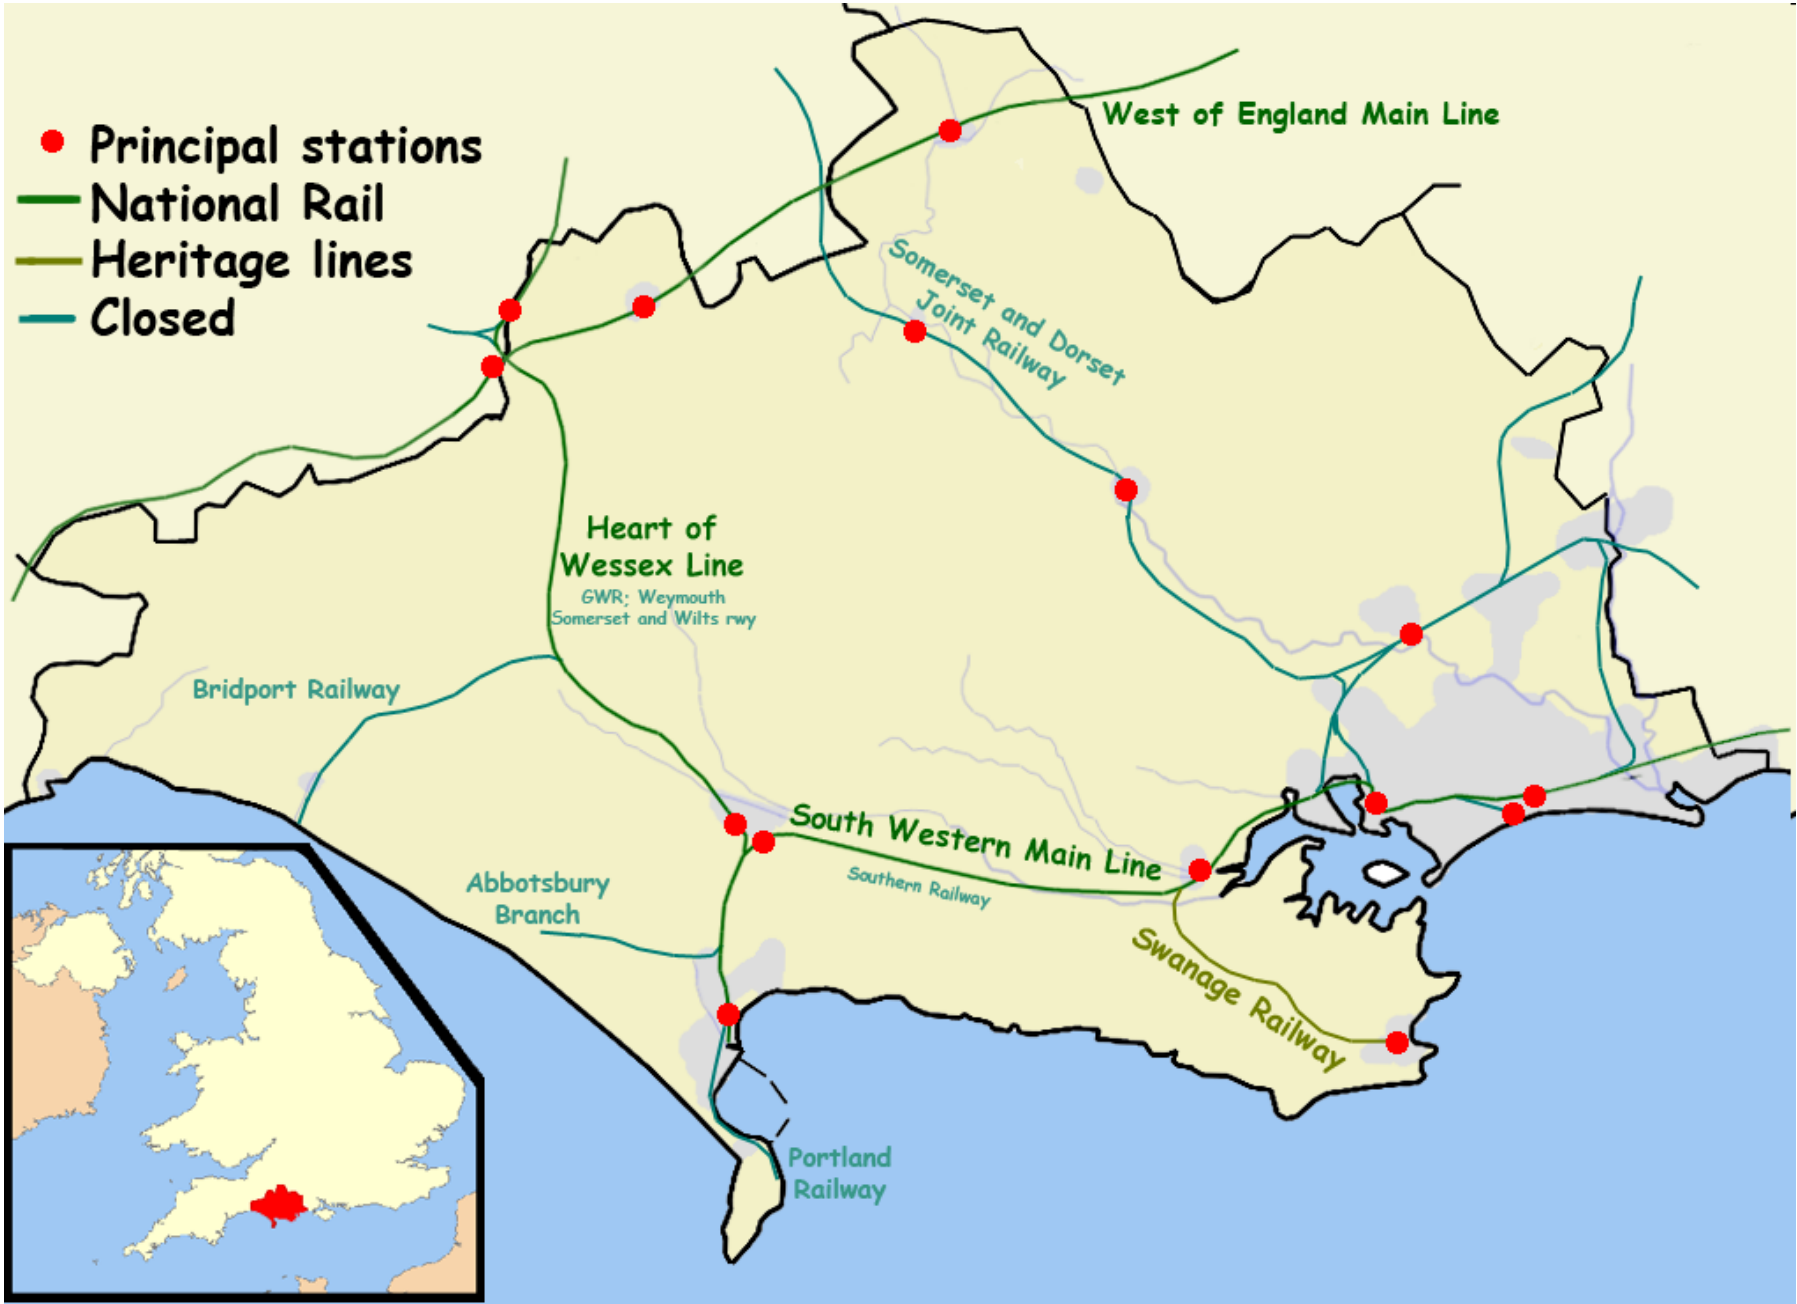 Principal stations
National Rail
Heritage lines
Closed
West of England Main Line
Somerset and Dorset
Joint Railway
Heart of
Wessex Line
GWR; Weymouth
Somerset and Wilts rwy
Bridport Railway
South Western Main Line
Southern Railway
Abbotsbury
Branch
Swanage Railway
Portland
Railway